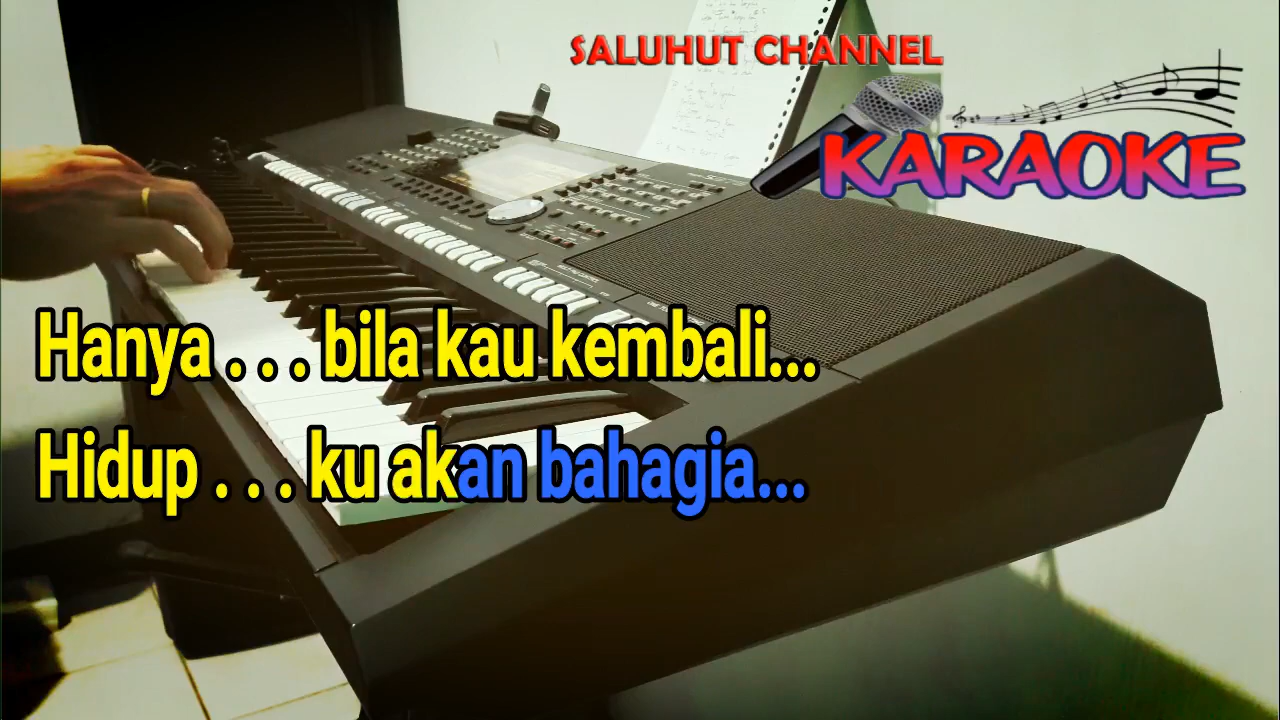 SALUHUT CHANNEL
KARAOKE
Hanya . . . bila kau kembali...
Hidup . . . ku akan bahagia...